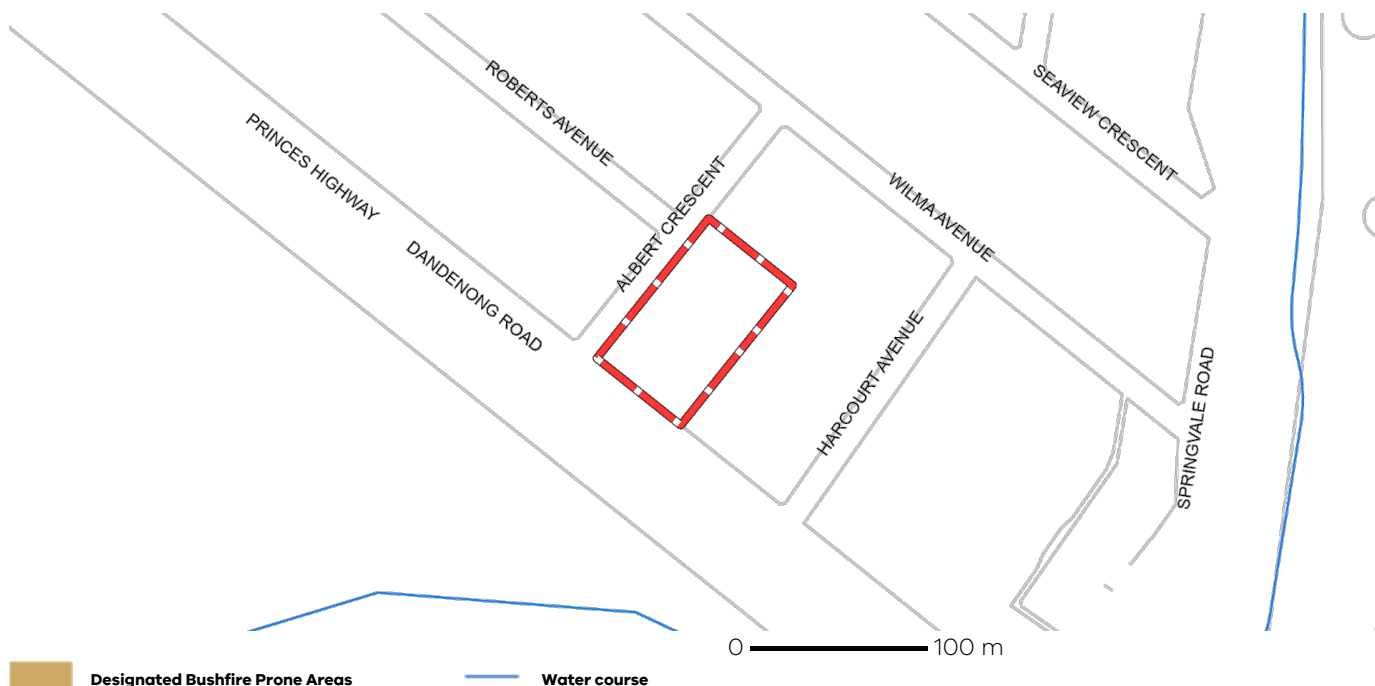 SEAVIEW CRESCENT
ROBERTS AVENUE
PRINCES HIGHWAY
ALBERT CRESCENT
WILMA AVENUE
DANDENONG ROAD
HARCOURT AVENUE
SPRINGVALE ROAD
0 100 m
Designated Bushfire Prone Areas
Water course